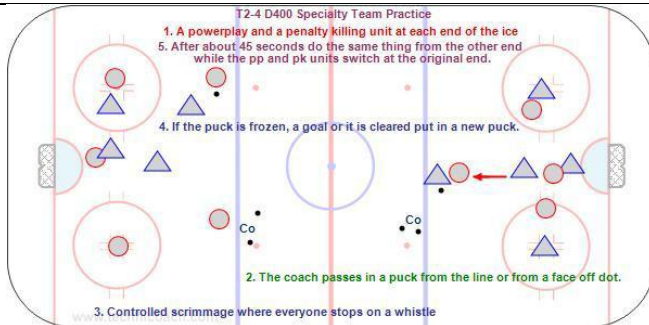 T2-4 D400 Specialty Team Practice
1. A powerplay and a penalty killing unit at each end of the ice
5. After about 45 seconds do the same thing from the other end
while the pp and pk units switch at the original end.
4. If the puck is frozen, a goal or it is cleared put in a new puck.
Co
Co
2. The coach passes in a puck from the line or from a face off dot.
3. Controlled scrimmage where everyone stops on a whistle